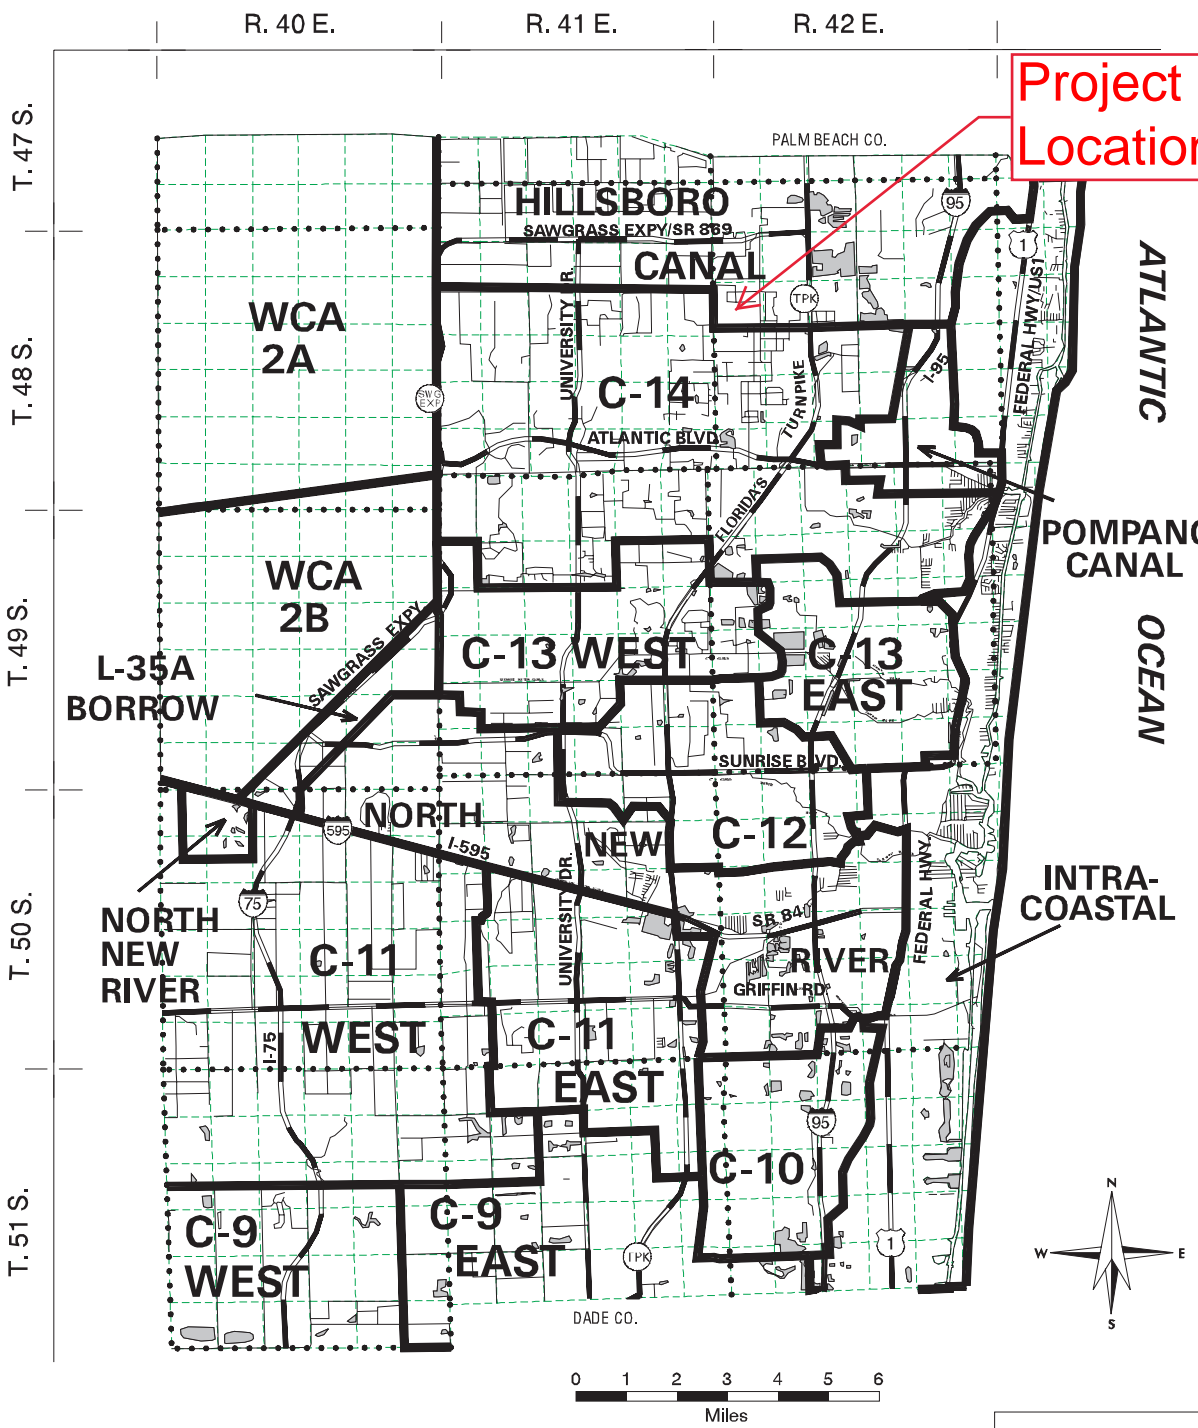 R. 40 E.
R. 41 E.
R. 42 E.
Project
Location
T. 47 S.
PALM BEACH CO.
HILLSBORO
95
SAWGRASS EXPY/SR 869
1
CANAL
ATLANTIC
UNIVERSITY DR.
TPK
FEDERAL HWY/US1
WCA
2A
T. 48 S.
I-95
TURNPIKE
SWG
EXP
C-14
ATLANTIC BLVD.
FLORIDA'S
POMPANO
CANAL
WCA
2B
T. 49 S.
SAWGRASS EXPY
OCEAN
L-35A
BORROW
C-13 WEST
C-13
EAST
SUNRISE BLVD.
NORTH
595
I-595
NEW
C-12
UNIVERSITY DR.
FEDERAL HWY.
INTRA-
COASTAL
75
NORTH
NEW
RIVER
T. 50 S.
SR 84
C-11
RIVER
GRIFFIN RD.
WEST
I-75
C-11
EAST
95
C-10
T. 51 S.
C-9
WEST
C-9
EAST
TPK
1
N
W
E
S
DADE CO.
0 1 2 3 4 5 6
Miles